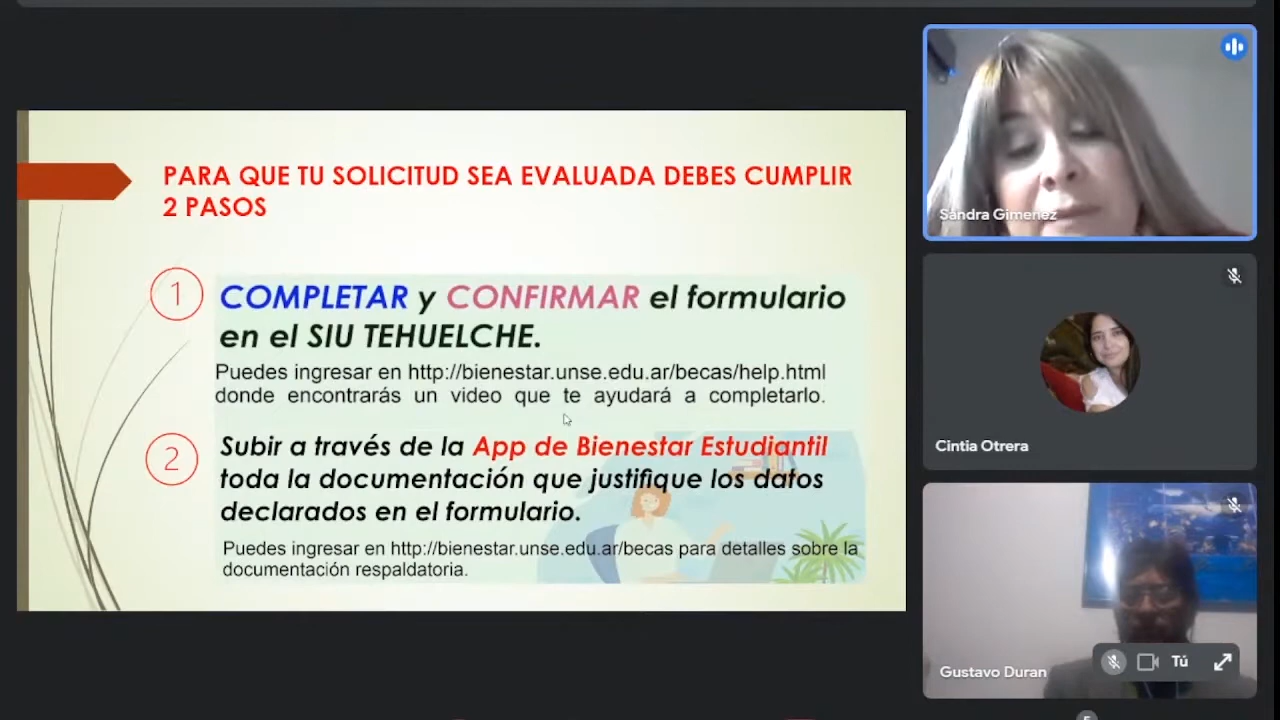 PARA QUE TU SOLICITUD SEA EVALUADA DEBES CUMPLIR
2 PASOS
1
COMPLETAR y CONFIRMAR el formulario
en el SIU TEHUELCHE.
Puedes ingresar en http://bienestar.unse.edu.ar/becas/help.html
donde encontrarás un video que te ayudará a completarlo.
2
Subir a través de la App de Bienestar Estudiantil
toda la documentación que justifique los datos
declarados en el formulario.
Puedes ingresar en http://bienestar.unse.edu.ar/becas para detalles sobre la
documentación respaldatoria.
Sandra Gimenez
Cintia Otrera
Tú
Gustavo Duran